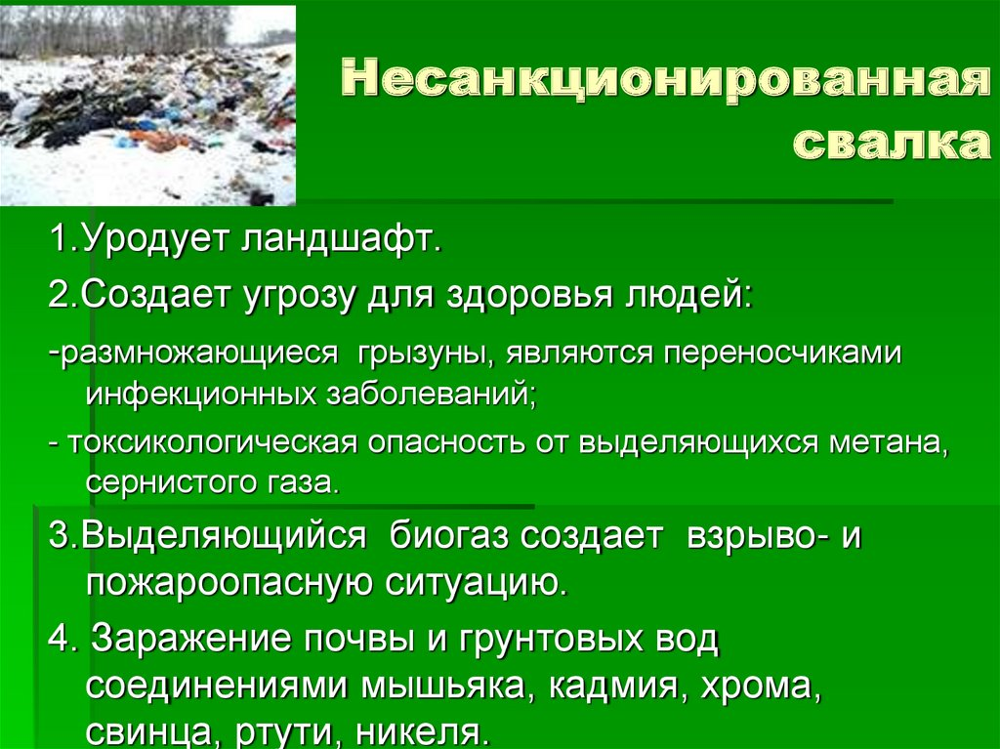 Несанкционированная
свалка
1.Уродует ландшафт.
2.Создает угрозу для здоровья людей:
-размножающиеся  грызуны, являются переносчиками
инфекционных заболеваний;
- токсикологическая опасность от выделяющихся метана,
сернистого газа.
3.Выделяющийся  биогаз создает  взрыво- и
пожароопасную ситуацию.
4. Заражение почвы и грунтовых вод
соединениями мышьяка, кадмия, хрома,
свинца, ртути, никеля.